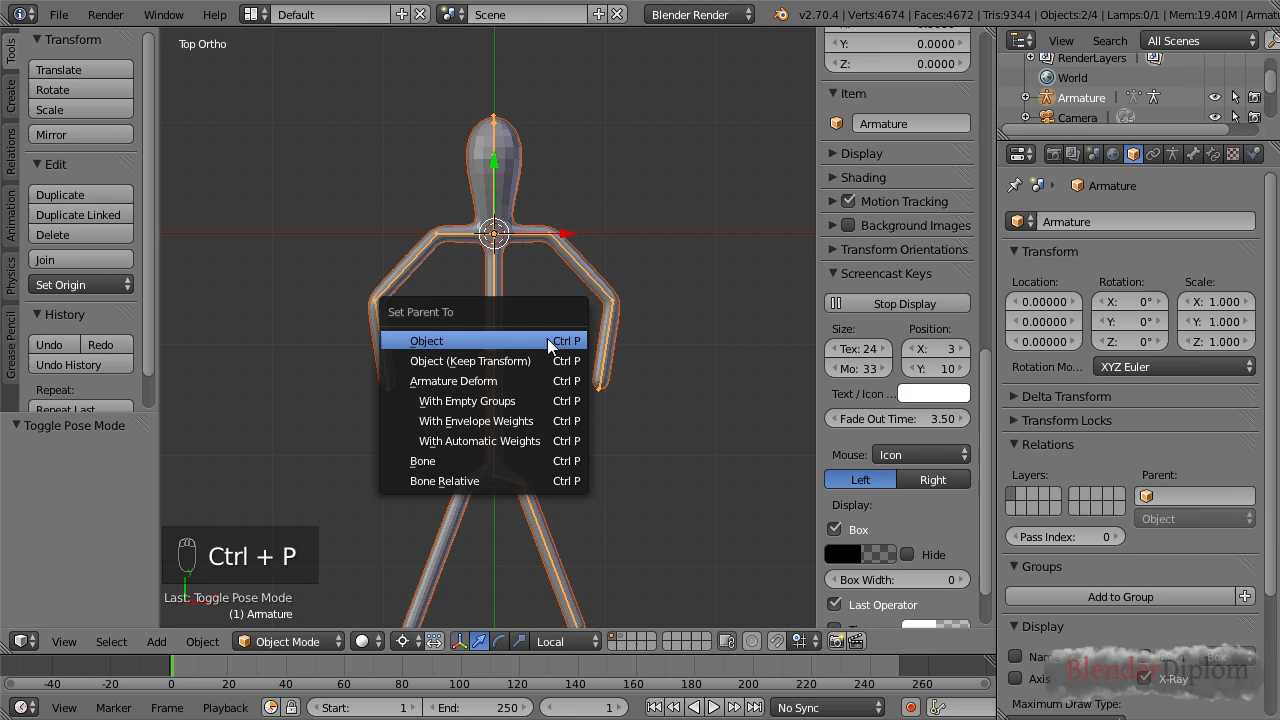 File
Render
Window
Help
Default
Scene
Blender Render
v2.70.4 | Verts:4674 | Faces:4672 | Tris:9344 | Objects:2/4 | Lamps:0/1 | Mem:19.40M | Armatu
Tools
Create
Relations
Animation
Physics
Grease Pencil
Transform
Translate
Rotate
Scale
Mirror
Edit
Duplicate
Duplicate Linked
Delete
Join
Set Origin
History
Undo
Redo
Undo History
Repeat:
Repeat Last
Toggle Pose Mode
Top Ortho
Set Parent To
Object Ctrl P
Object (Keep Transform) Ctrl P
Armature Deform Ctrl P
With Empty Groups Ctrl P
With Envelope Weights Ctrl P
With Automatic Weights Ctrl P
Bone Ctrl P
Bone Relative Ctrl P
Ctrl + P
Last: Toggle Pose Mode
(1) Armature
Y: 0.0000
Z: 0.0000
Item
Armature
Display
Shading
Motion Tracking
Background Images
Transform Orientations
Screencast Keys
Stop Display
Size: Position:
Tex: 24 X: 3
Mo: 33 Y: 10
Text / Icon ...
Fade Out Time: 3.50
Mouse: Icon
Left Right
Display:
Box
Hide
Box Width: 0
Last Operator
View
Search
All Scenes
RenderLayers
World
Armature
Camera
Armature
Armature
Transform
Location: Rotation: Scale:
0.00000 X: 0° X: 1.000
0.00000 Y: 0° Y: 1.000
0.00000 Z: 0° Z: 1.000
Rotation Mo... XYZ Euler
Delta Transform
Transform Locks
Relations
Layers: Parent:
Object
Pass Index: 0
Groups
Add to Group
Display
Box
X-Ray
BlenderDiplom
Maximum Draw Type:
View
Select
Add
Object
Object Mode
Local
-40 -20 0 20 40 60 80 100 120 140 160 180 200 220 240 260
View
Marker
Frame
Playback
Start: 1
End: 250
1
No Sync